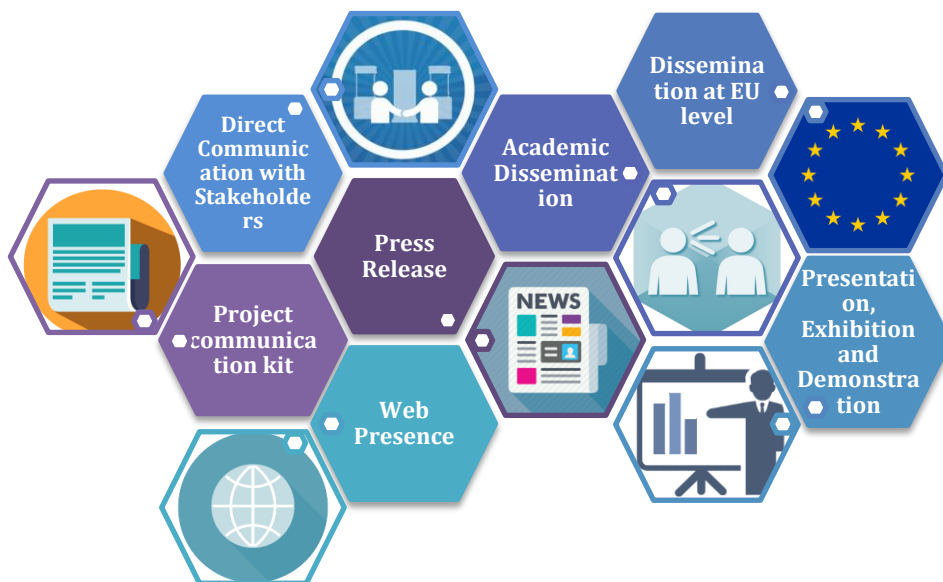 Dissemina
tion at EU
level
Direct
Communic
ation with
Stakeholde
rs
Academic
Disseminat
ion
Press
Release
Presentati
on,
Exhibition
and
Demonstra
tion
NEWS
Project
communica
tion kit
Web
Presence